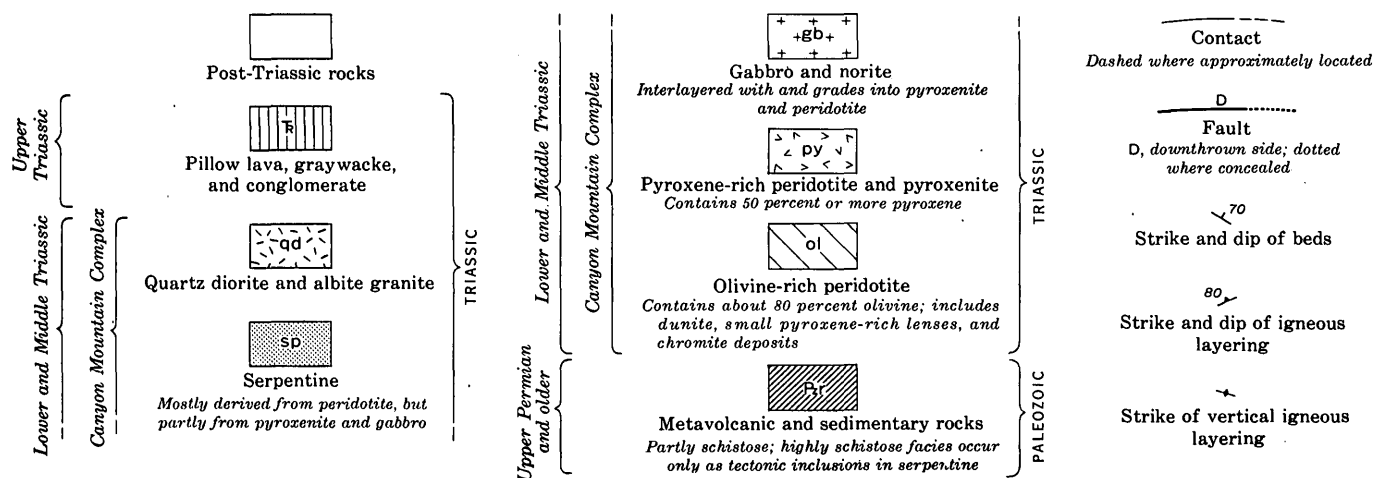 Post-Triassic rocks
Upper
Triassic
Pillow lava, graywacke,
and conglomerate
Lower and Middle Triassic
Canyon Mountain Complex
qd
Quartz diorite and albite granite
sp
Serpentine
Mostly derived from peridotite, but
partly from pyroxenite and gabbro
TRIASSIC
Lower and Middle Triassic
Canyon Mountain Complex
gb
Gabbro and norite
Interlayered with and grades into pyroxenite
and peridotite
py
Pyroxene-rich peridotite and pyroxenite
Contains 50 percent or more pyroxene
ol
Olivine-rich peridotite
Contains about 80 percent olivine; includes
dunite, small pyroxene-rich lenses, and
chromite deposits
TRIASSIC
Upper Permian
and older
Metavolcanic and sedimentary rocks
Partly schistose; highly schistose facies occur
only as tectonic inclusions in serpentine
PALEOZOIC
Contact
Dashed where approximately located
D
Fault
D, downthrown side; dotted
where concealed
70
Strike and dip of beds
80
Strike and dip of igneous
layering
Strike of vertical igneous
layering